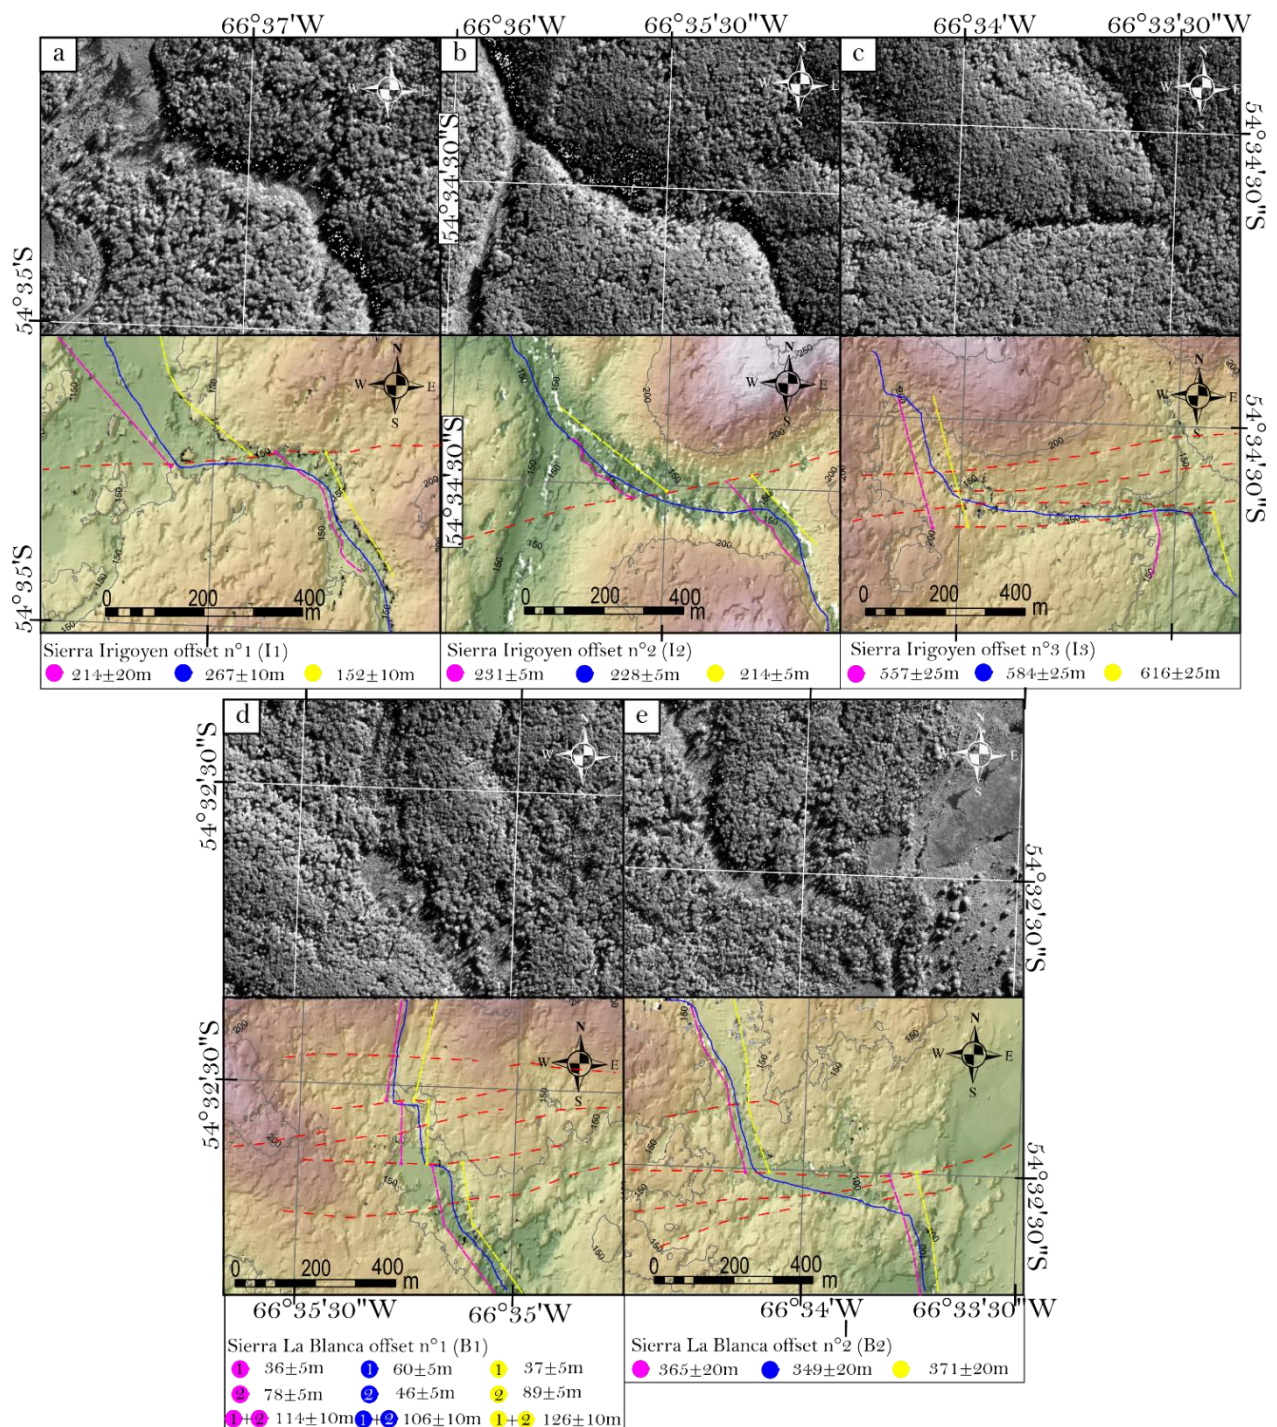 66°37'W
66°36'W
66°35'30"W
66°34'W
66°33'30"W
a
b
c
N
W
E
S
54°34'30"S
54°34'30"S
54°35'S
N
W
E
S
54°34'30"S
54°34'30"S
150
200
250
0
200
400
m
54°35'S
Sierra Irigoyen offset n°1 (I1)
214±20m
267±10m
152±10m
Sierra Irigoyen offset n°2 (I2)
231±5m
228±5m
214±5m
Sierra Irigoyen offset n°3 (I3)
557±25m
584±25m
616±25m
d
e
54°32'30"S
54°32'30"S
54°32'30"S
54°32'30"S
0
200
400
m
0
200
400
m
66°35'30"W
66°35'W
66°34'W
66°33'30"W
Sierra La Blanca offset n°1 (B1)
1 36±5m 1 60±5m 1 37±5m
2 78±5m 2 46±5m 2 89±5m
1+2 114±10m 1+2 106±10m 1+2 126±10m
Sierra La Blanca offset n°2 (B2)
365±20m
349±20m
371±20m